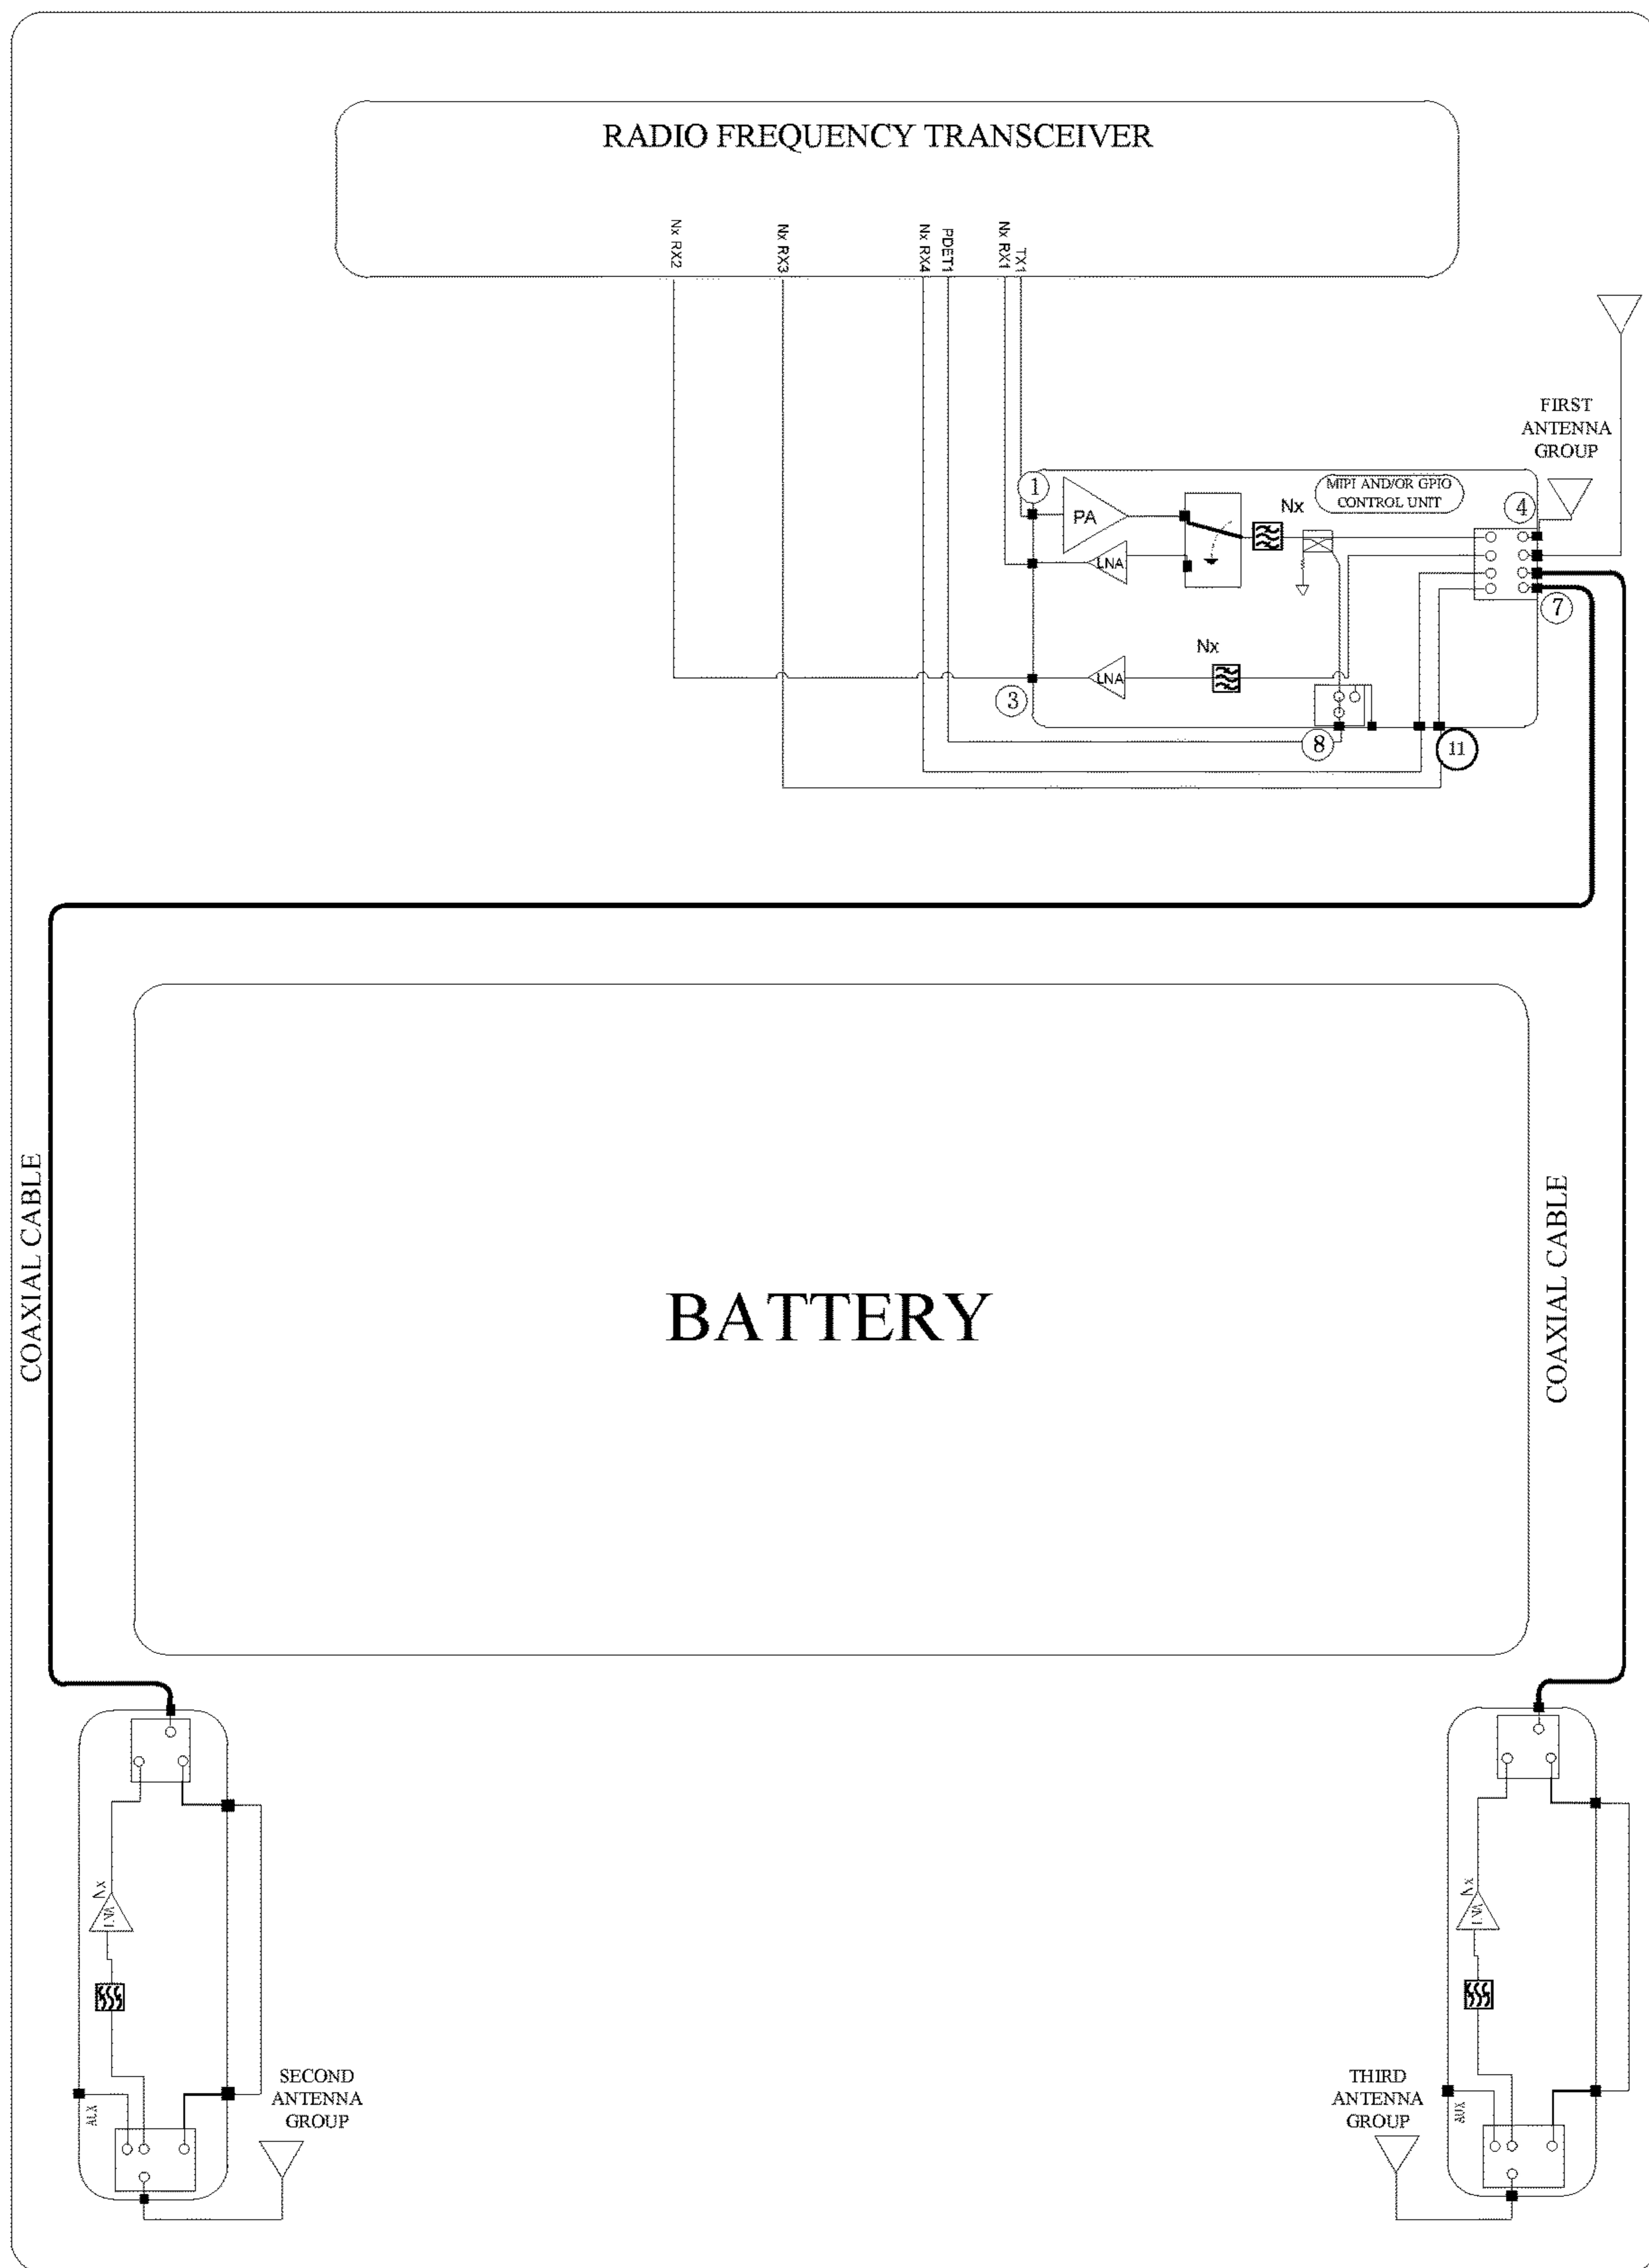 RADIO FREQUENCY TRANSCEIVER
Nx RX2
Nx RX3
Nx RX4
PDET1
Nx RX1
TX1
FIRST
ANTENNA
GROUP
MIPI AND/OR GPIO
CONTROL UNIT
1
PA
Nx
4
LNA
7
Nx
LNA
3
8
11
COAXIAL CABLE
COAXIAL CABLE
BATTERY
Nx
LNA
AUX
SECOND
ANTENNA
GROUP
Nx
LNA
AUX
THIRD
ANTENNA
GROUP